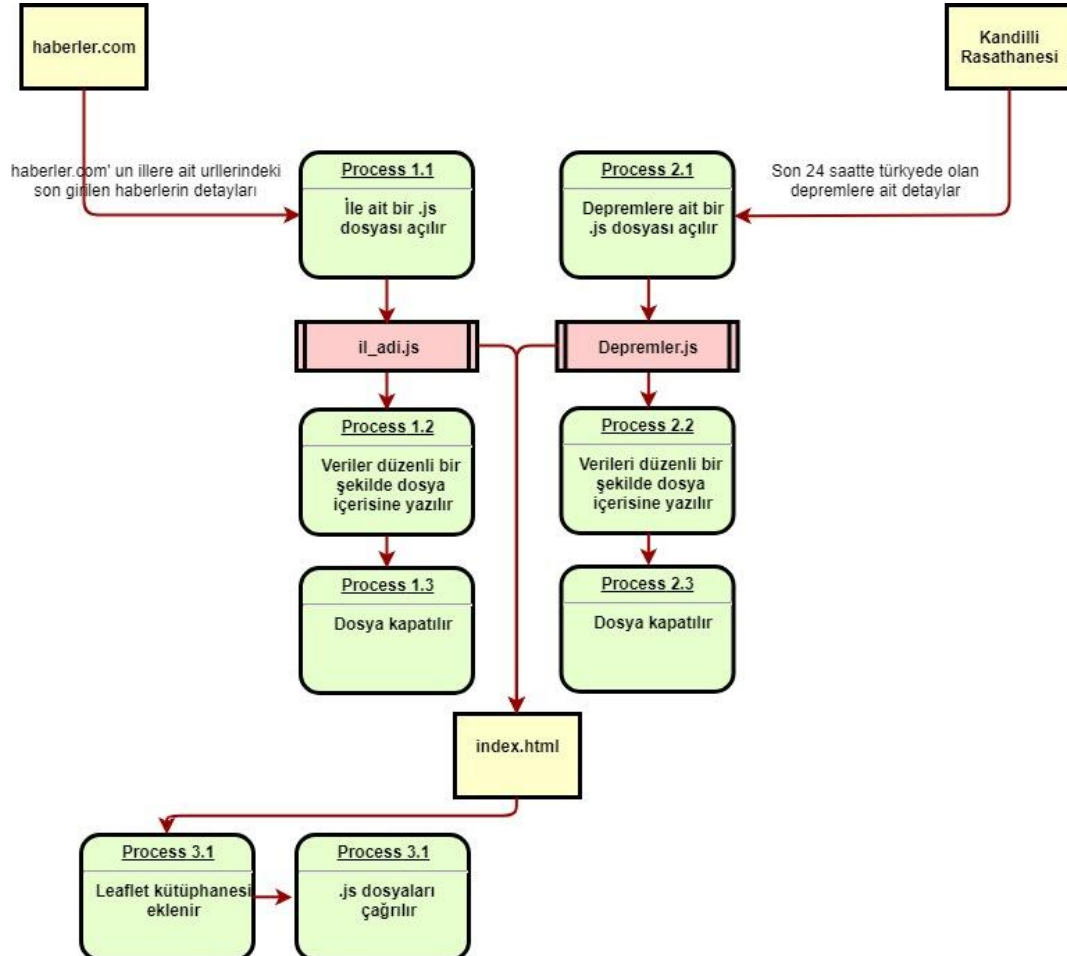 haberler.com
Kandilli
Rasathanesi
haberler.com' un illere ait urllerindeki
son girilen haberlerin detayları
Process 1.1
İle ait bir .js
dosyası açılır
Process 2.1
Depremlere ait bir
.js dosyası açılır
Son 24 saatte türkyede olan
depremlere ait detaylar
il_adi.js
Depremler.js
Process 1.2
Veriler düzenli bir
şekilde dosya
içerisine yazılır
Process 2.2
Verileri düzenli bir
şekilde dosya
içerisine yazılır
Process 1.3
Dosya kapatılır
Process 2.3
Dosya kapatılır
index.html
Process 3.1
Leaflet kütüphanesi
eklenir
Process 3.1
.js dosyaları
çağrılır